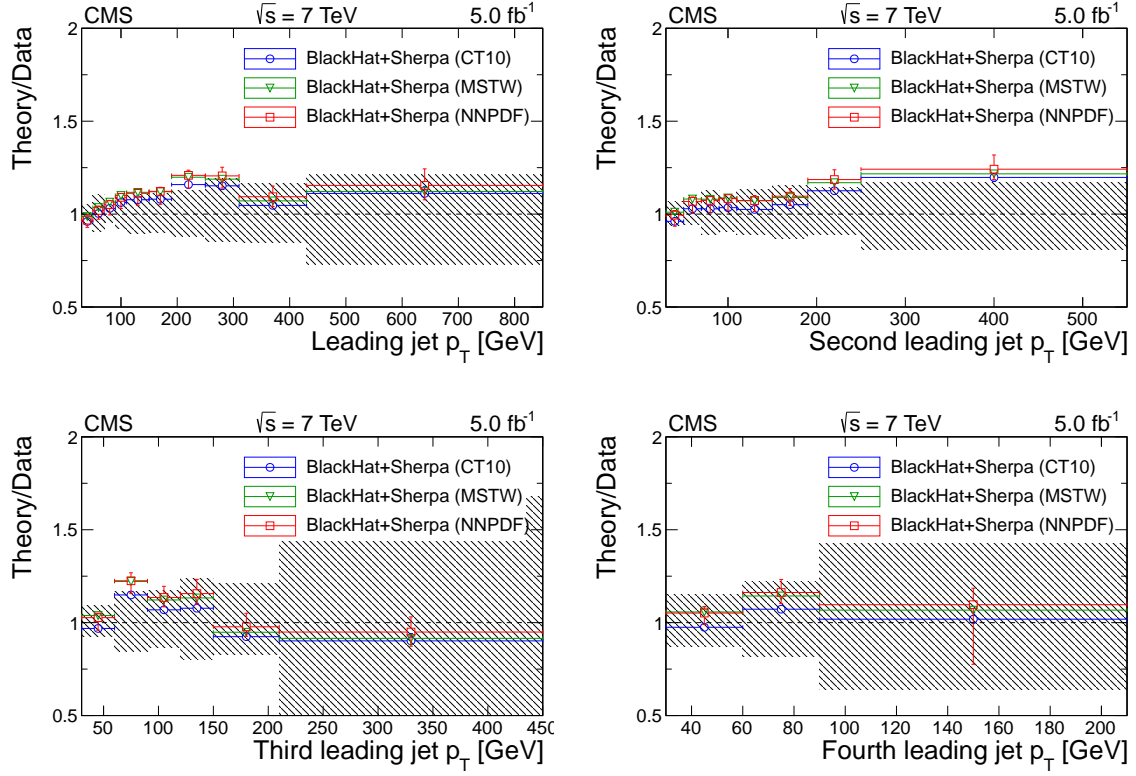 CMS √s = 7 TeV 5.0 fb⁻¹
Theory/Data
BlackHat+Sherpa (CT10)
BlackHat+Sherpa (MSTW)
BlackHat+Sherpa (NNPDF)
2
1.5
1
0.5
100 200 300 400 500 600 700 800
Leading jet p_T [GeV]
CMS √s = 7 TeV 5.0 fb⁻¹
Theory/Data
BlackHat+Sherpa (CT10)
BlackHat+Sherpa (MSTW)
BlackHat+Sherpa (NNPDF)
2
1.5
1
0.5
100 200 300 400 500
Second leading jet p_T [GeV]
CMS √s = 7 TeV 5.0 fb⁻¹
Theory/Data
BlackHat+Sherpa (CT10)
BlackHat+Sherpa (MSTW)
BlackHat+Sherpa (NNPDF)
2
1.5
1
0.5
50 100 150 200 250 300 350 400 450
Third leading jet p_T [GeV]
CMS √s = 7 TeV 5.0 fb⁻¹
Theory/Data
BlackHat+Sherpa (CT10)
BlackHat+Sherpa (MSTW)
BlackHat+Sherpa (NNPDF)
2
1.5
1
0.5
40 60 80 100 120 140 160 180 200
Fourth leading jet p_T [GeV]